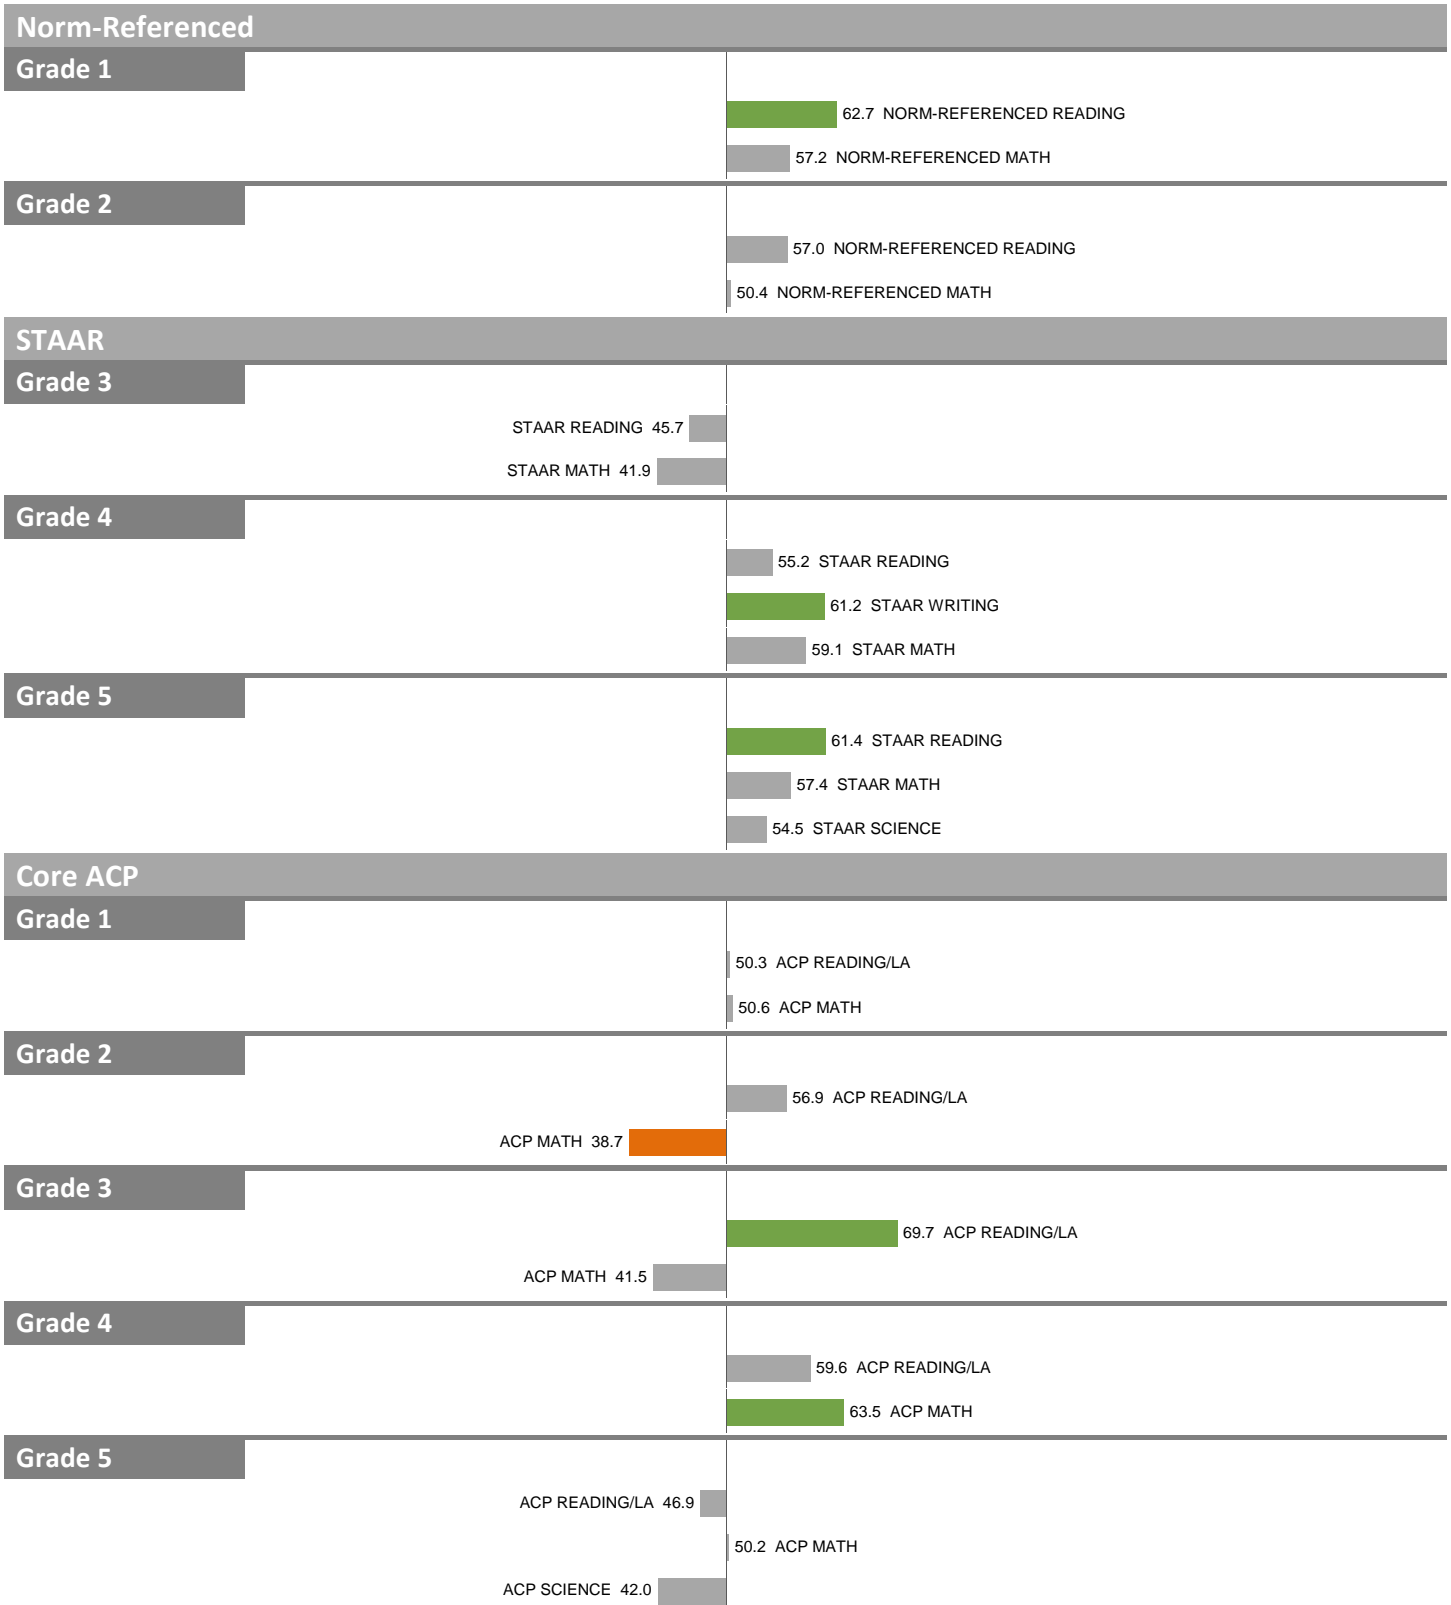 Norm-Referenced
Grade 1
62.7 NORM-REFERENCED READING
57.2 NORM-REFERENCED MATH
Grade 2
57.0 NORM-REFERENCED READING
50.4 NORM-REFERENCED MATH
STAAR
Grade 3
STAAR READING 45.7
STAAR MATH 41.9
Grade 4
55.2 STAAR READING
61.2 STAAR WRITING
59.1 STAAR MATH
Grade 5
61.4 STAAR READING
57.4 STAAR MATH
54.5 STAAR SCIENCE
Core ACP
Grade 1
50.3 ACP READING/LA
50.6 ACP MATH
Grade 2
56.9 ACP READING/LA
ACP MATH 38.7
Grade 3
69.7 ACP READING/LA
ACP MATH 41.5
Grade 4
59.6 ACP READING/LA
63.5 ACP MATH
Grade 5
ACP READING/LA 46.9
50.2 ACP MATH
ACP SCIENCE 42.0